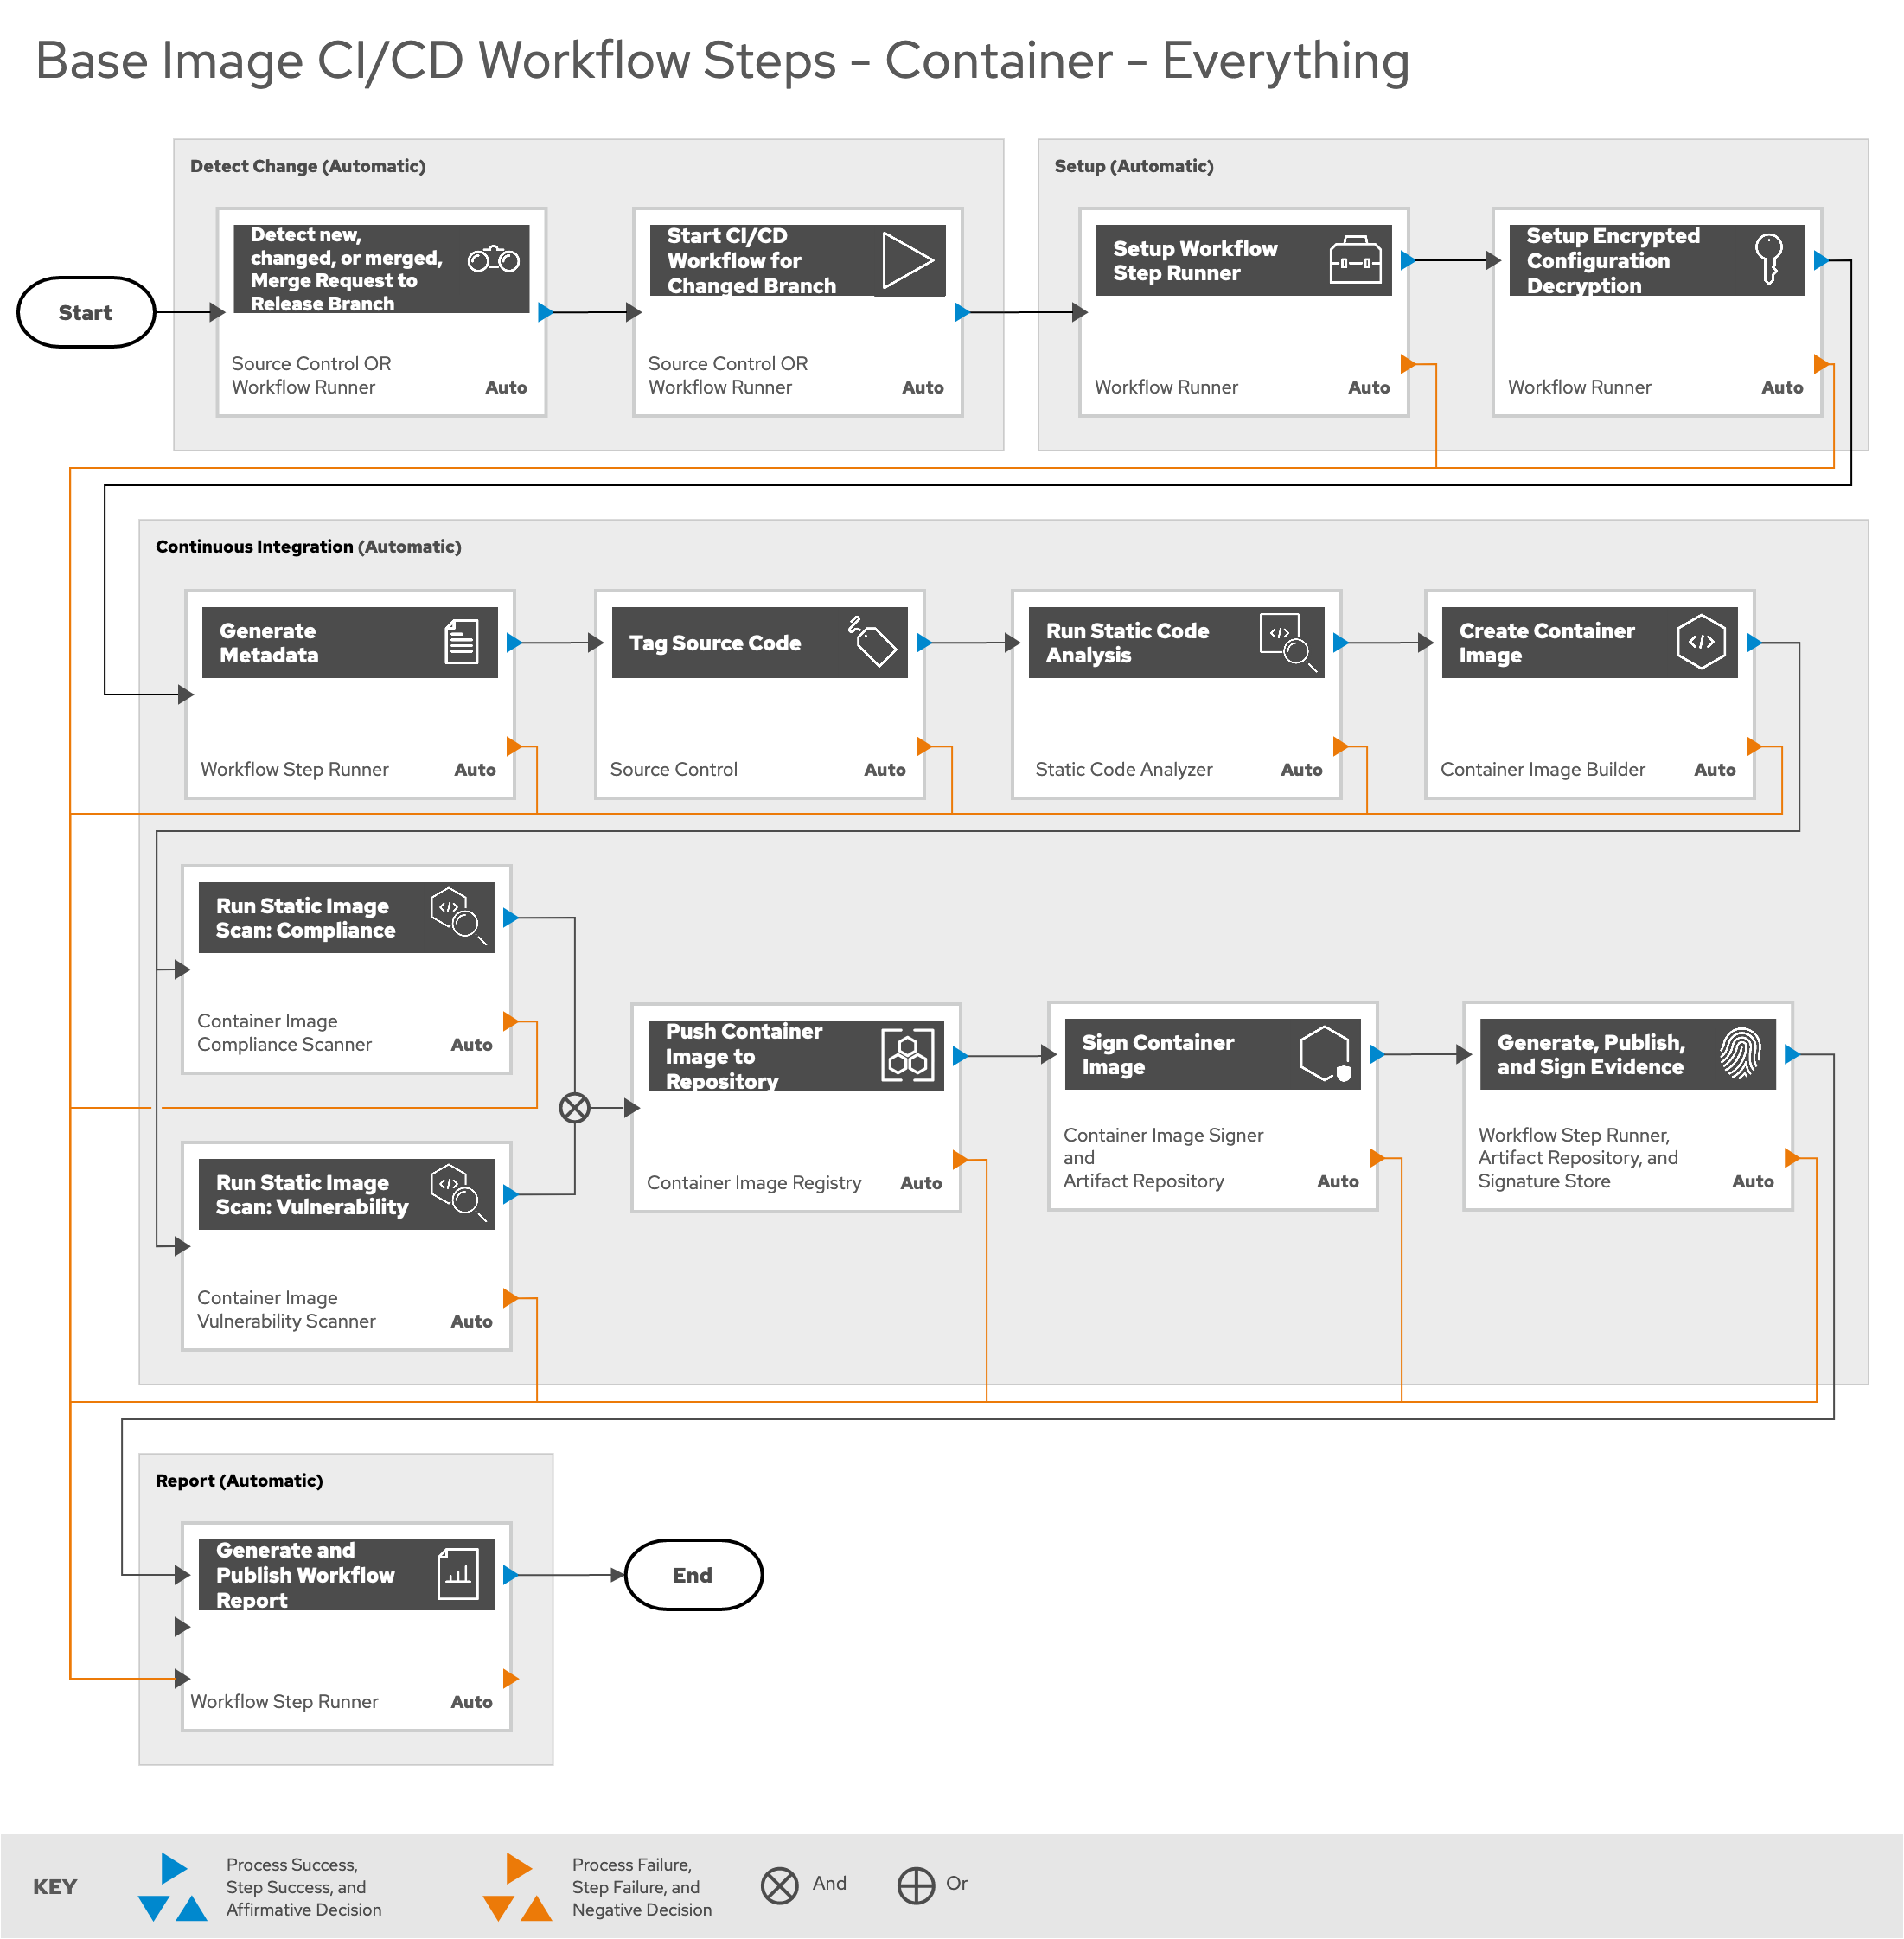 Base Image CI/CD Workflow Steps - Container - Everything
Detect Change (Automatic)
Setup (Automatic)
Start
Detect new,
changed, or merged,
Merge Request to
Release Branch
Source Control OR
Workflow Runner
Auto
Start CI/CD
Workflow for
Changed Branch
Source Control OR
Workflow Runner
Auto
Setup Workflow
Step Runner
Workflow Runner
Auto
Setup Encrypted
Configuration
Decryption
Workflow Runner
Auto
Continuous Integration (Automatic)
Generate
Metadata
Workflow Step Runner
Auto
Tag Source Code
Source Control
Auto
Run Static Code
Analysis
Static Code Analyzer
Auto
Create Container
Image
Container Image Builder
Auto
Run Static Image
Scan: Compliance
Container Image
Compliance Scanner
Auto
Run Static Image
Scan: Vulnerability
Container Image
Vulnerability Scanner
Auto
Push Container
Image to
Repository
Container Image Registry
Auto
Sign Container
Image
Container Image Signer
and
Artifact Repository
Auto
Generate, Publish,
and Sign Evidence
Workflow Step Runner,
Artifact Repository, and
Signature Store
Auto
Report (Automatic)
Generate and
Publish Workflow
Report
Workflow Step Runner
Auto
End
KEY
Process Success,
Step Success, and
Affirmative Decision
Process Failure,
Step Failure, and
Negative Decision
And
Or